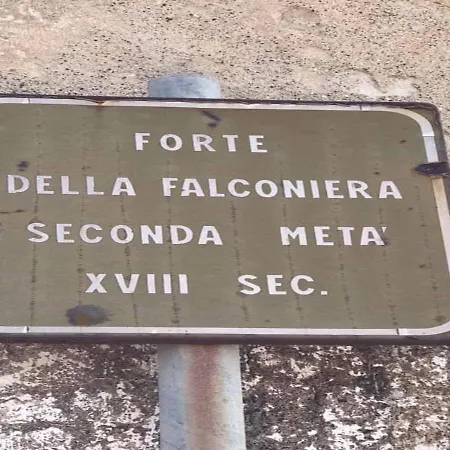 FORTE
DELLA FALCONIERA
SECONDA META'
XVIII SEC.